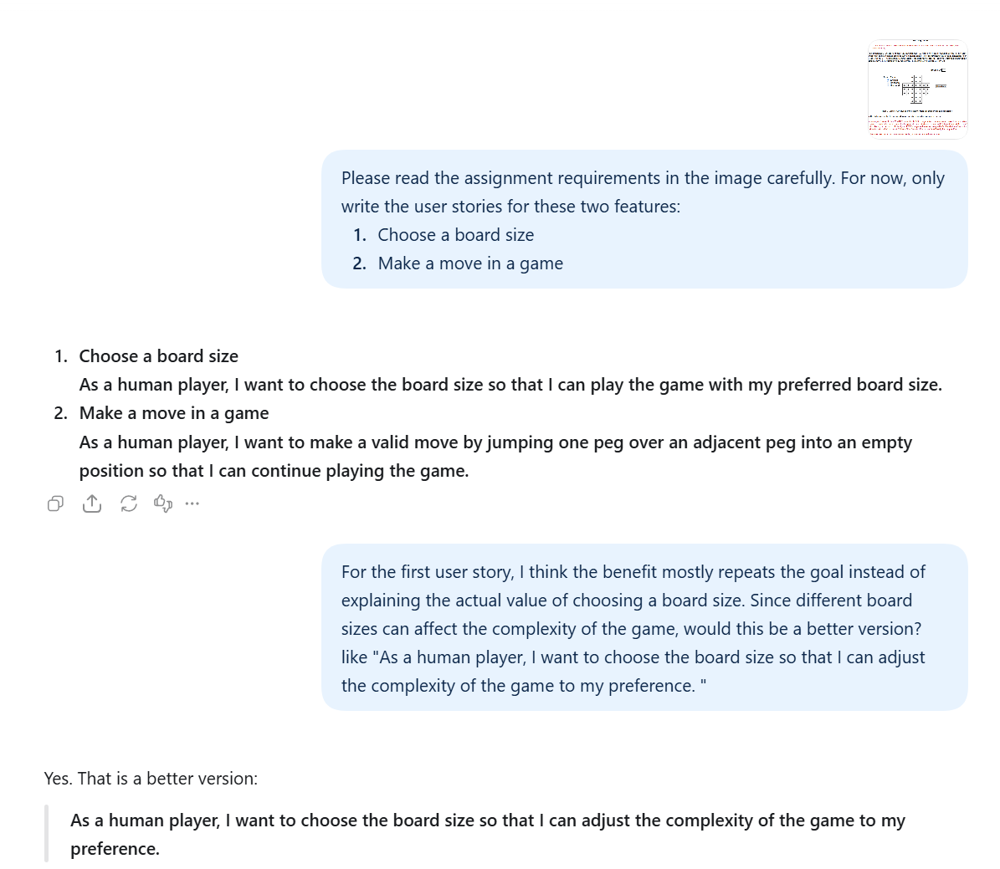 Please read the assignment requirements in the image carefully. For now, only
write the user stories for these two features:
1. Choose a board size
2. Make a move in a game
1. Choose a board size
As a human player, I want to choose the board size so that I can play the game with my preferred board size.
2. Make a move in a game
As a human player, I want to make a valid move by jumping one peg over an adjacent peg into an empty
position so that I can continue playing the game.
For the first user story, I think the benefit mostly repeats the goal instead of
explaining the actual value of choosing a board size. Since different board
sizes can affect the complexity of the game, would this be a better version?
like "As a human player, I want to choose the board size so that I can adjust
the complexity of the game to my preference. "
Yes. That is a better version:
As a human player, I want to choose the board size so that I can adjust the complexity of the game to my
preference.